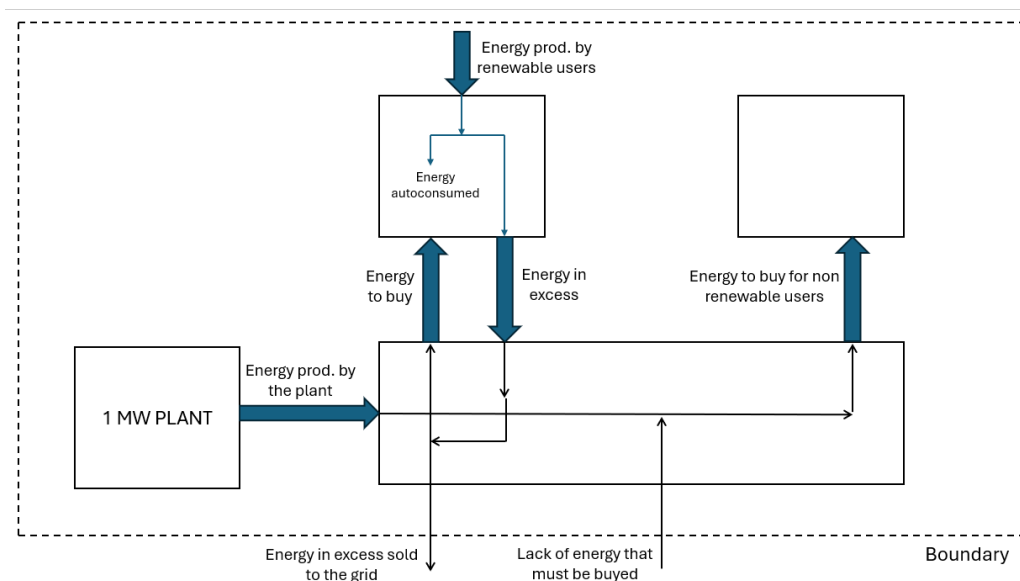 Energy prod. by
renewable users
Energy
autoconsumed
Energy
to buy
Energy in
excess
Energy to buy for non
renewable users
Energy prod. by
the plant
1 MW PLANT
Energy in excess sold
to the grid
Lack of energy that
must be buyed
Boundary